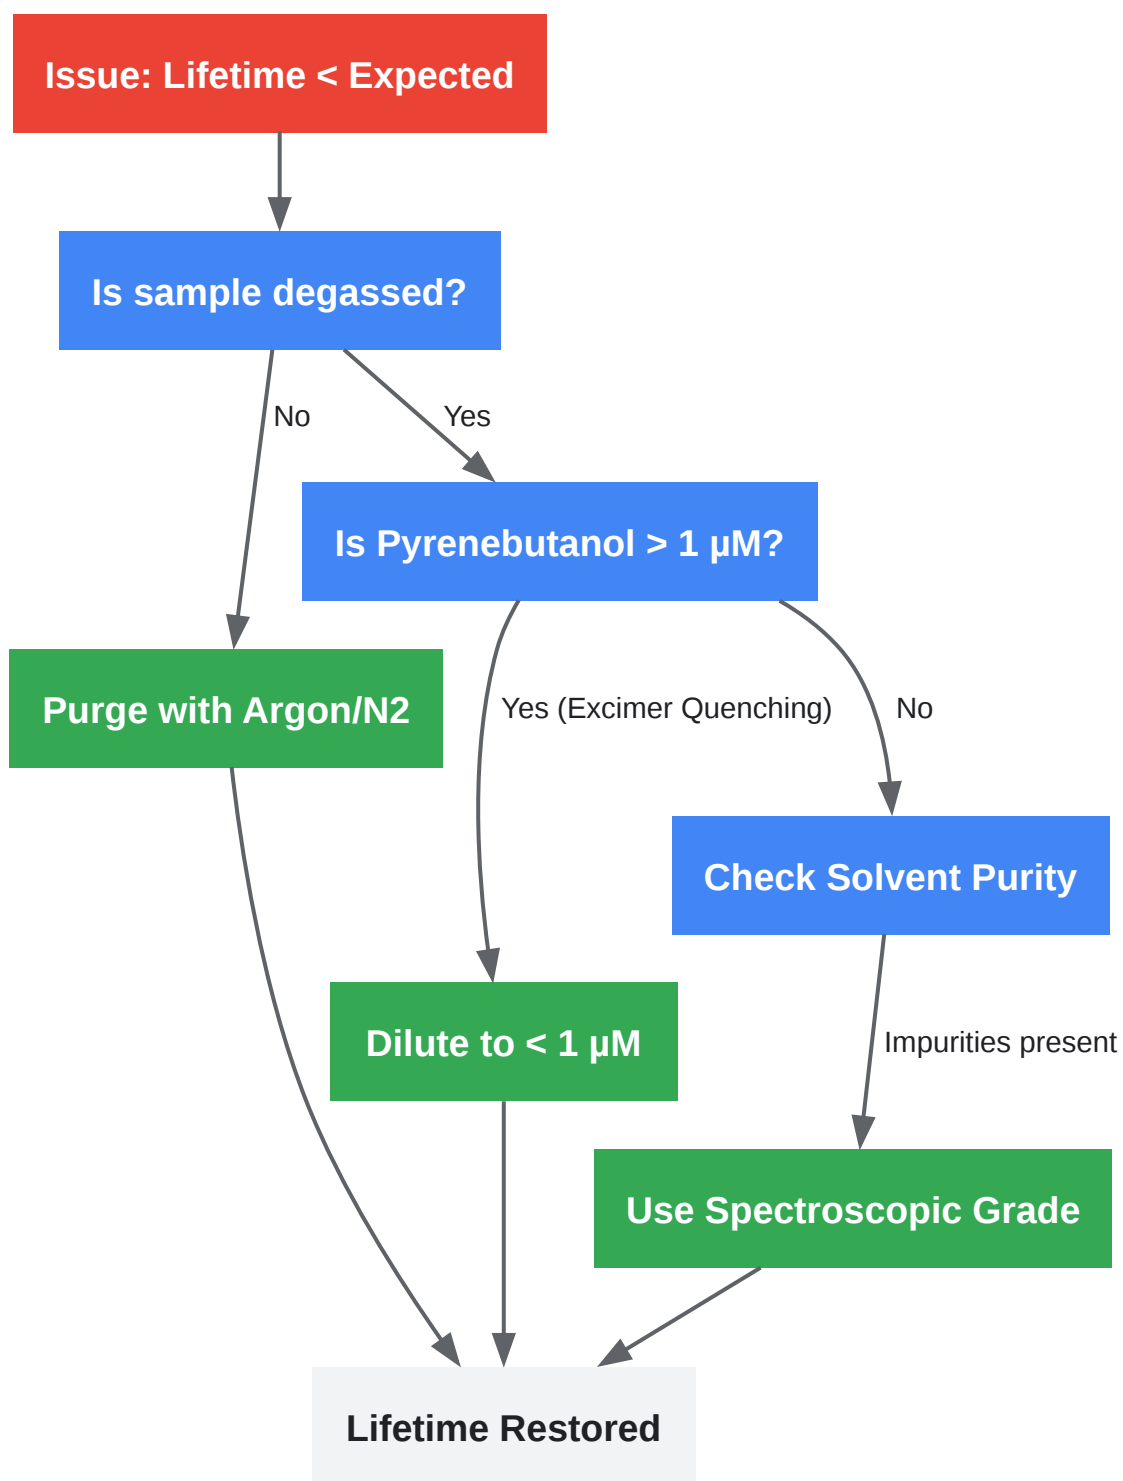 Issue: Lifetime < Expected
Is sample degassed?
No
Yes
Is Pyrenebutanol > 1 µM?
Purge with Argon/N2
Yes (Excimer Quenching)
No
Check Solvent Purity
Dilute to < 1 µM
Impurities present
Use Spectroscopic Grade
Lifetime Restored